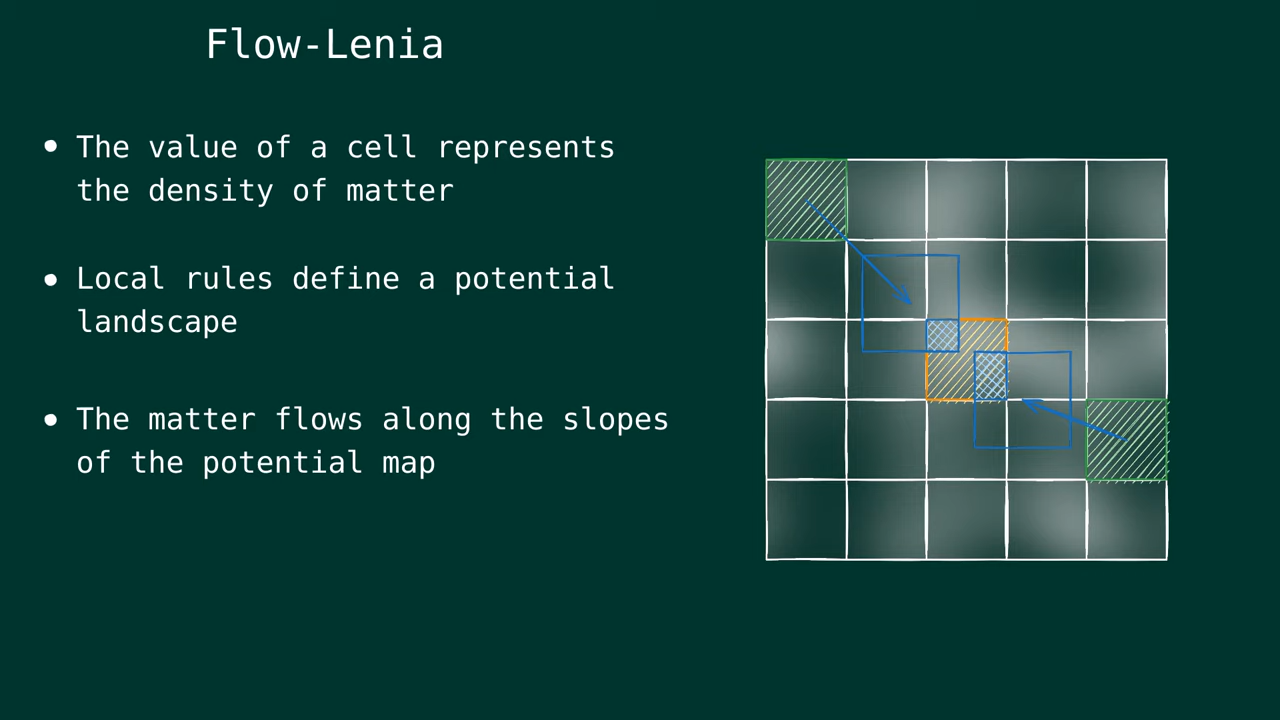 Flow-Lenia
• The value of a cell represents
the density of matter
• Local rules define a potential
landscape
• The matter flows along the slopes
of the potential map